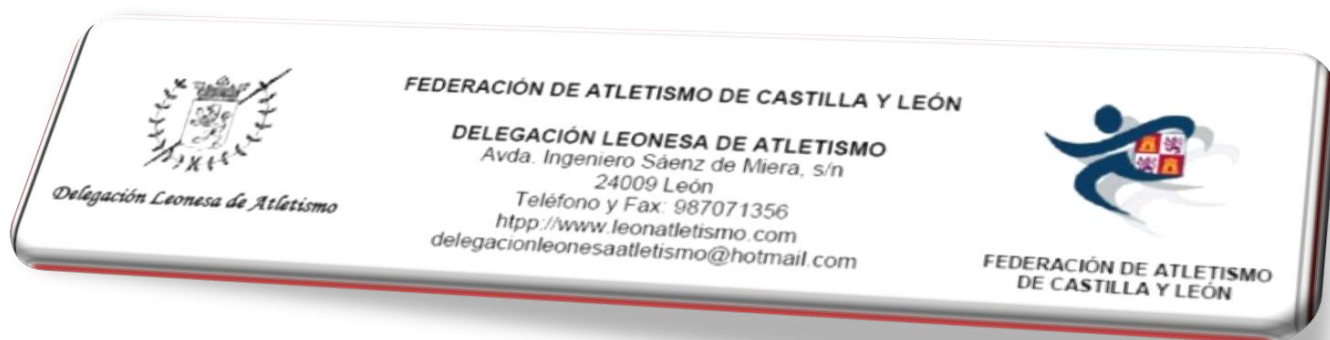 FEDERACIÓN DE ATLETISMO DE CASTILLA Y LEÓN
DELEGACIÓN LEONESA DE ATLETISMO
Avda. Ingeniero Sáenz de Miera, s/n
24009 León
Teléfono y Fax: 987071356
htpp://www.leonatletismo.com
delegacionleonesaatletismo@hotmail.com
Delegación Leonesa de Atletismo
FEDERACIÓN DE ATLETISMO
DE CASTILLA Y LEÓN